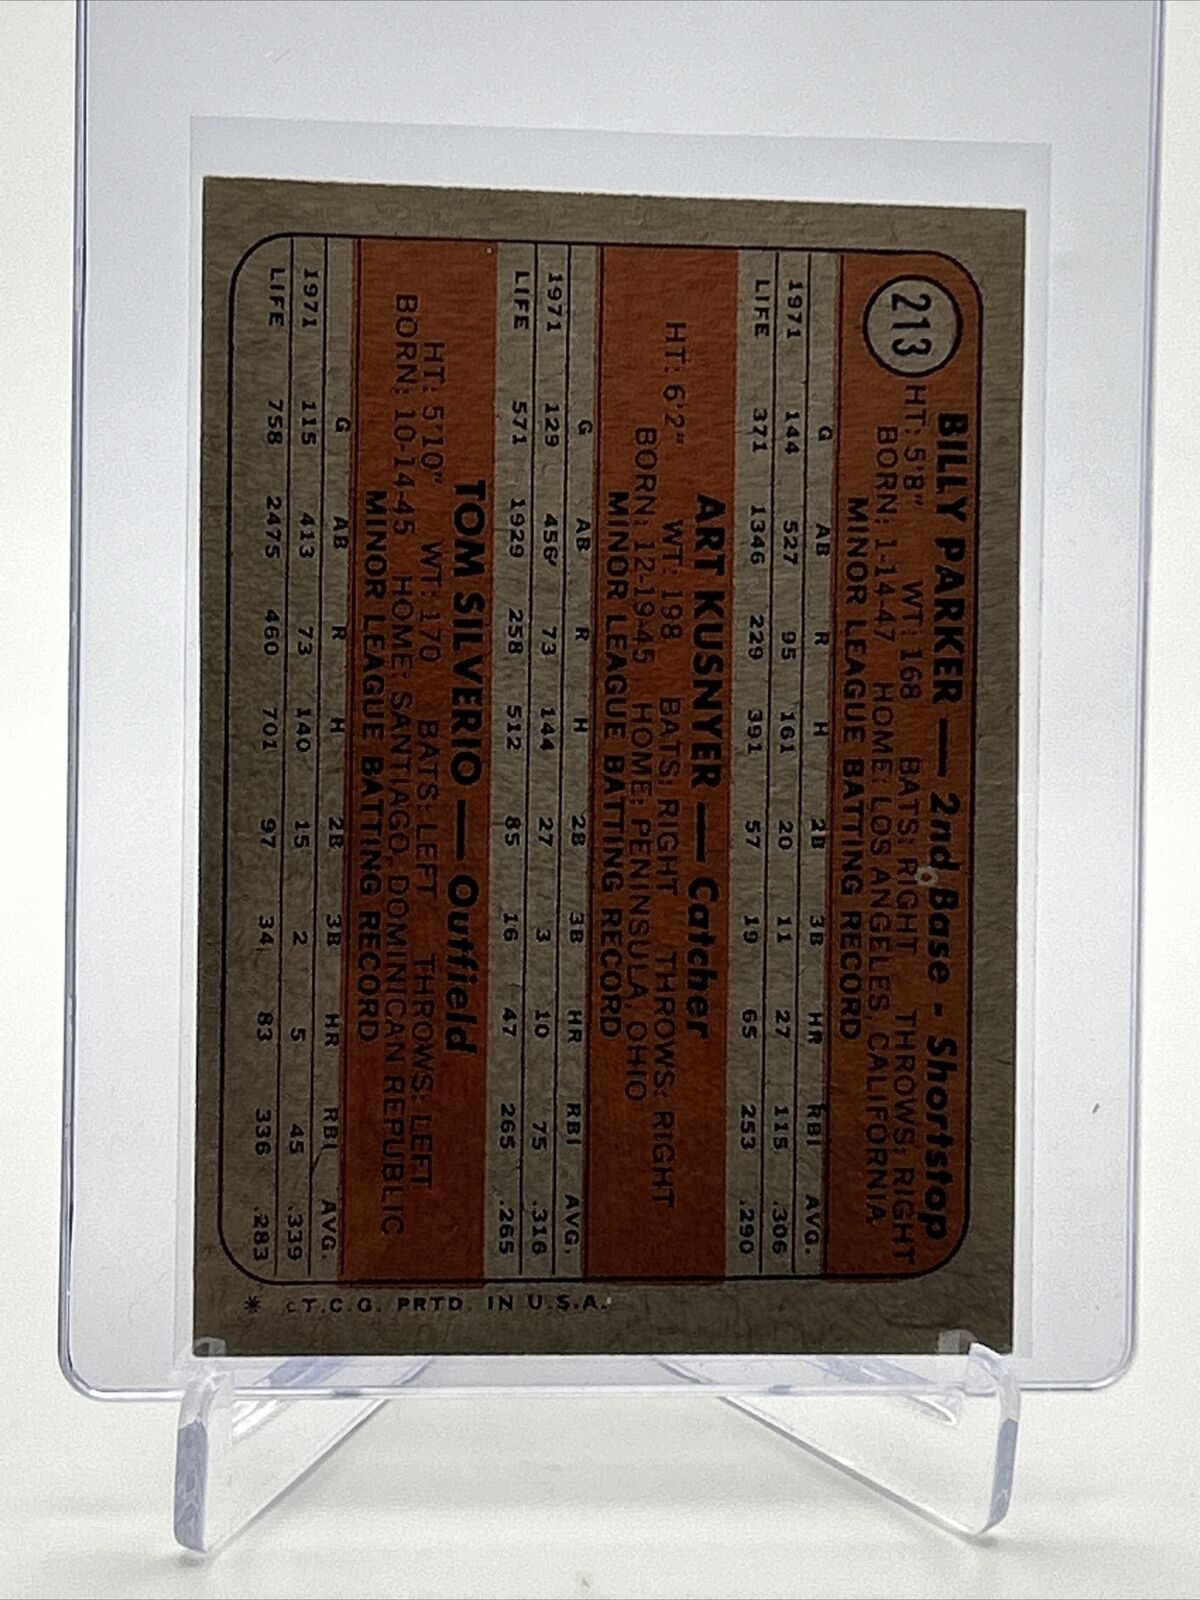 213
BILLY PARKER — 2nd Base - Shortstop
HT: 5'8" WT: 168 BATS: RIGHT THROWS: RIGHT
BORN: 1-14-47 HOME: LOS ANGELES, CALIFORNIA
MINOR LEAGUE BATTING RECORD
G AB R H 2B 3B HR RBI AVG.
1971 144 527 95 161 20 11 27 115 .306
LIFE 371 1346 229 391 57 19 65 253 .290
ART KUSNYER — Catcher
HT: 6'2" WT: 198 BATS: RIGHT THROWS: RIGHT
BORN: 12-19-45 HOME: PENINSULA, OHIO
MINOR LEAGUE BATTING RECORD
G AB R H 2B 3B HR RBI AVG.
1971 129 456 73 144 27 3 10 75 .316
LIFE 571 1929 258 512 85 16 47 265 .265
TOM SILVERIO — Outfield
HT: 5'10" WT: 170 BATS: LEFT THROWS: LEFT
BORN: 10-14-45 HOME: SANTIAGO, DOMINICAN REPUBLIC
MINOR LEAGUE BATTING RECORD
G AB R H 2B 3B HR RBI AVG.
1971 115 413 73 140 15 2 5 45 .339
LIFE 758 2475 460 701 97 34 83 336 .283
* ©T.C.G. PRTD. IN U.S.A.